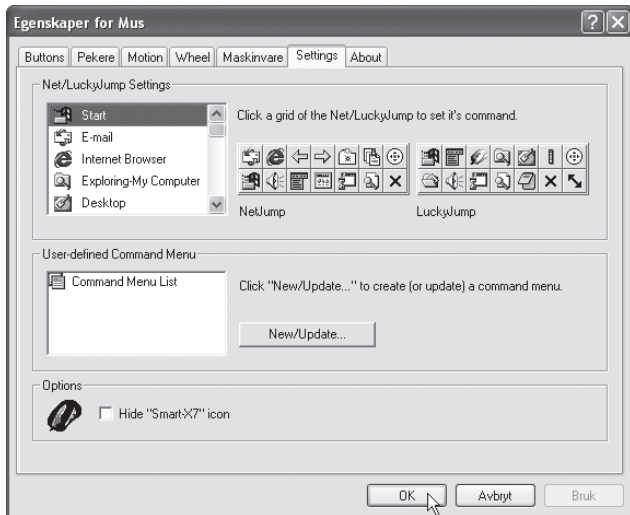 Egenskaper for Mus
Buttons Pekere Motion Wheel Maskinvare Settings About
Net/LuckyJump Settings
Start
E-mail
Internet Browser
Exploring-My Computer
Desktop
Click a grid of the Net/LuckyJump to set it's command.
NetJump LuckyJump
User-defined Command Menu
Command Menu List
Click "New/Update..." to create (or update) a command menu.
New/Update...
Options
Hide "Smart-X7" icon
OK Avbryt Bruk